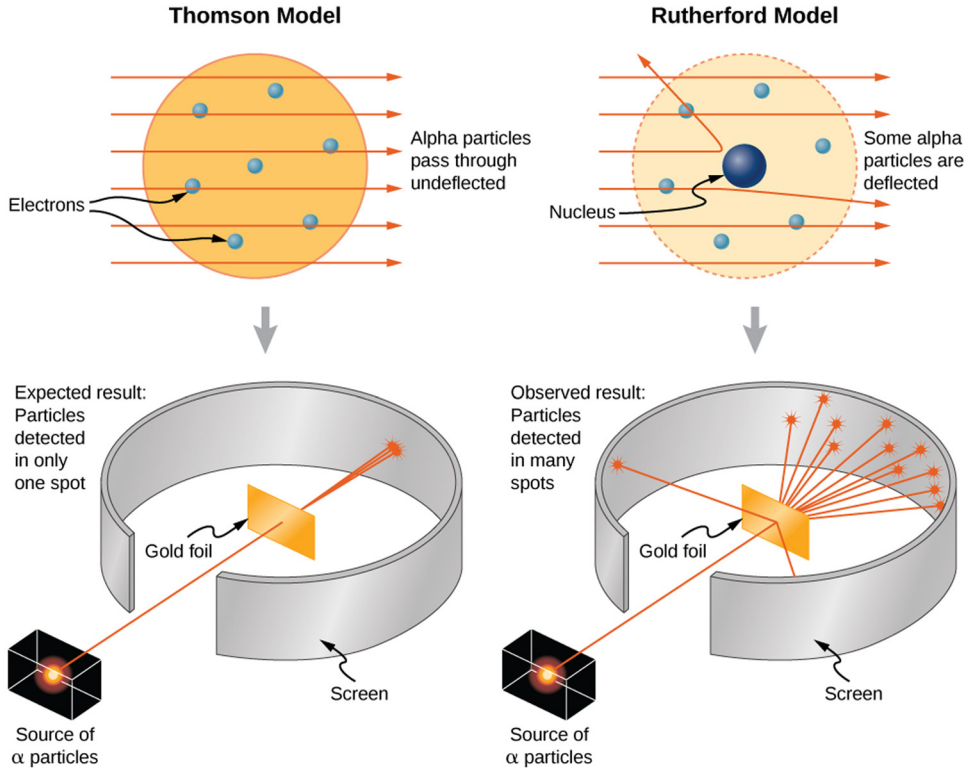 Thomson Model
Electrons
Alpha particles
pass through
undeflected
Expected result:
Particles
detected
in only
one spot
Gold foil
Screen
Source of
α particles
Rutherford Model
Nucleus
Some alpha
particles are
deflected
Observed result:
Particles
detected
in many
spots
Gold foil
Screen
Source of
α particles